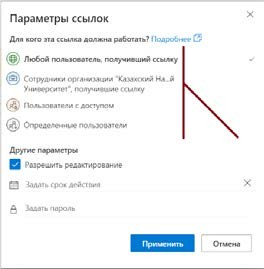 Параметры ссылок
Для кого эта ссылка должна работать? Подробнее
Любой пользователь, получивший ссылку
Сотрудники организации "Казахский На...й
Университет", получившие ссылку
Пользователи с доступом
Определенные пользователи
Другие параметры
Разрешить редактирование
Задать срок действия
Задать пароль
Применить
Отмена